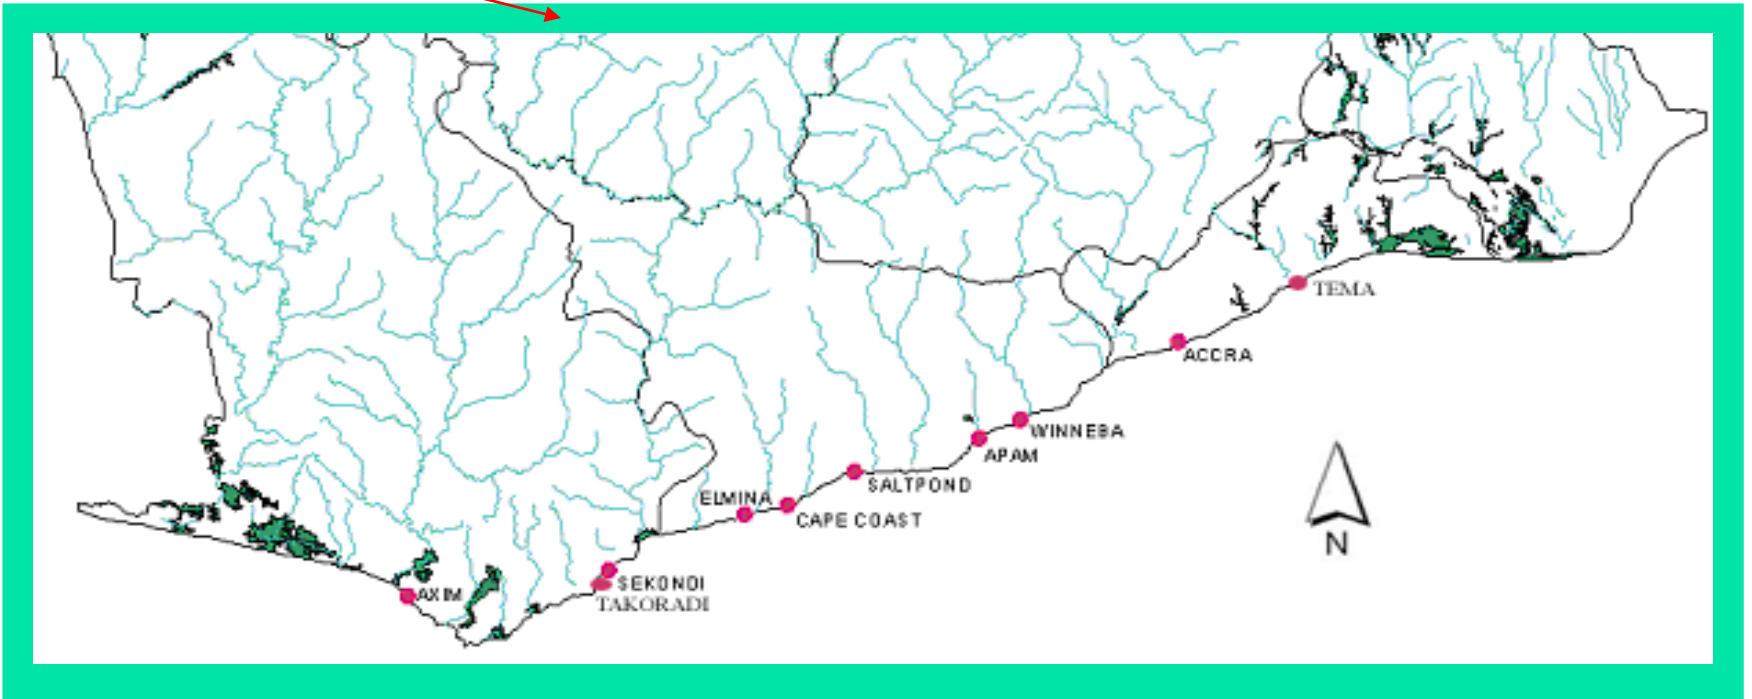 TEMA
ACCRA
WINNEBA
APAM
SALTPOND
ELMINA
CAPE COAST
N
SEKONDI
AXIM
TAKORADI